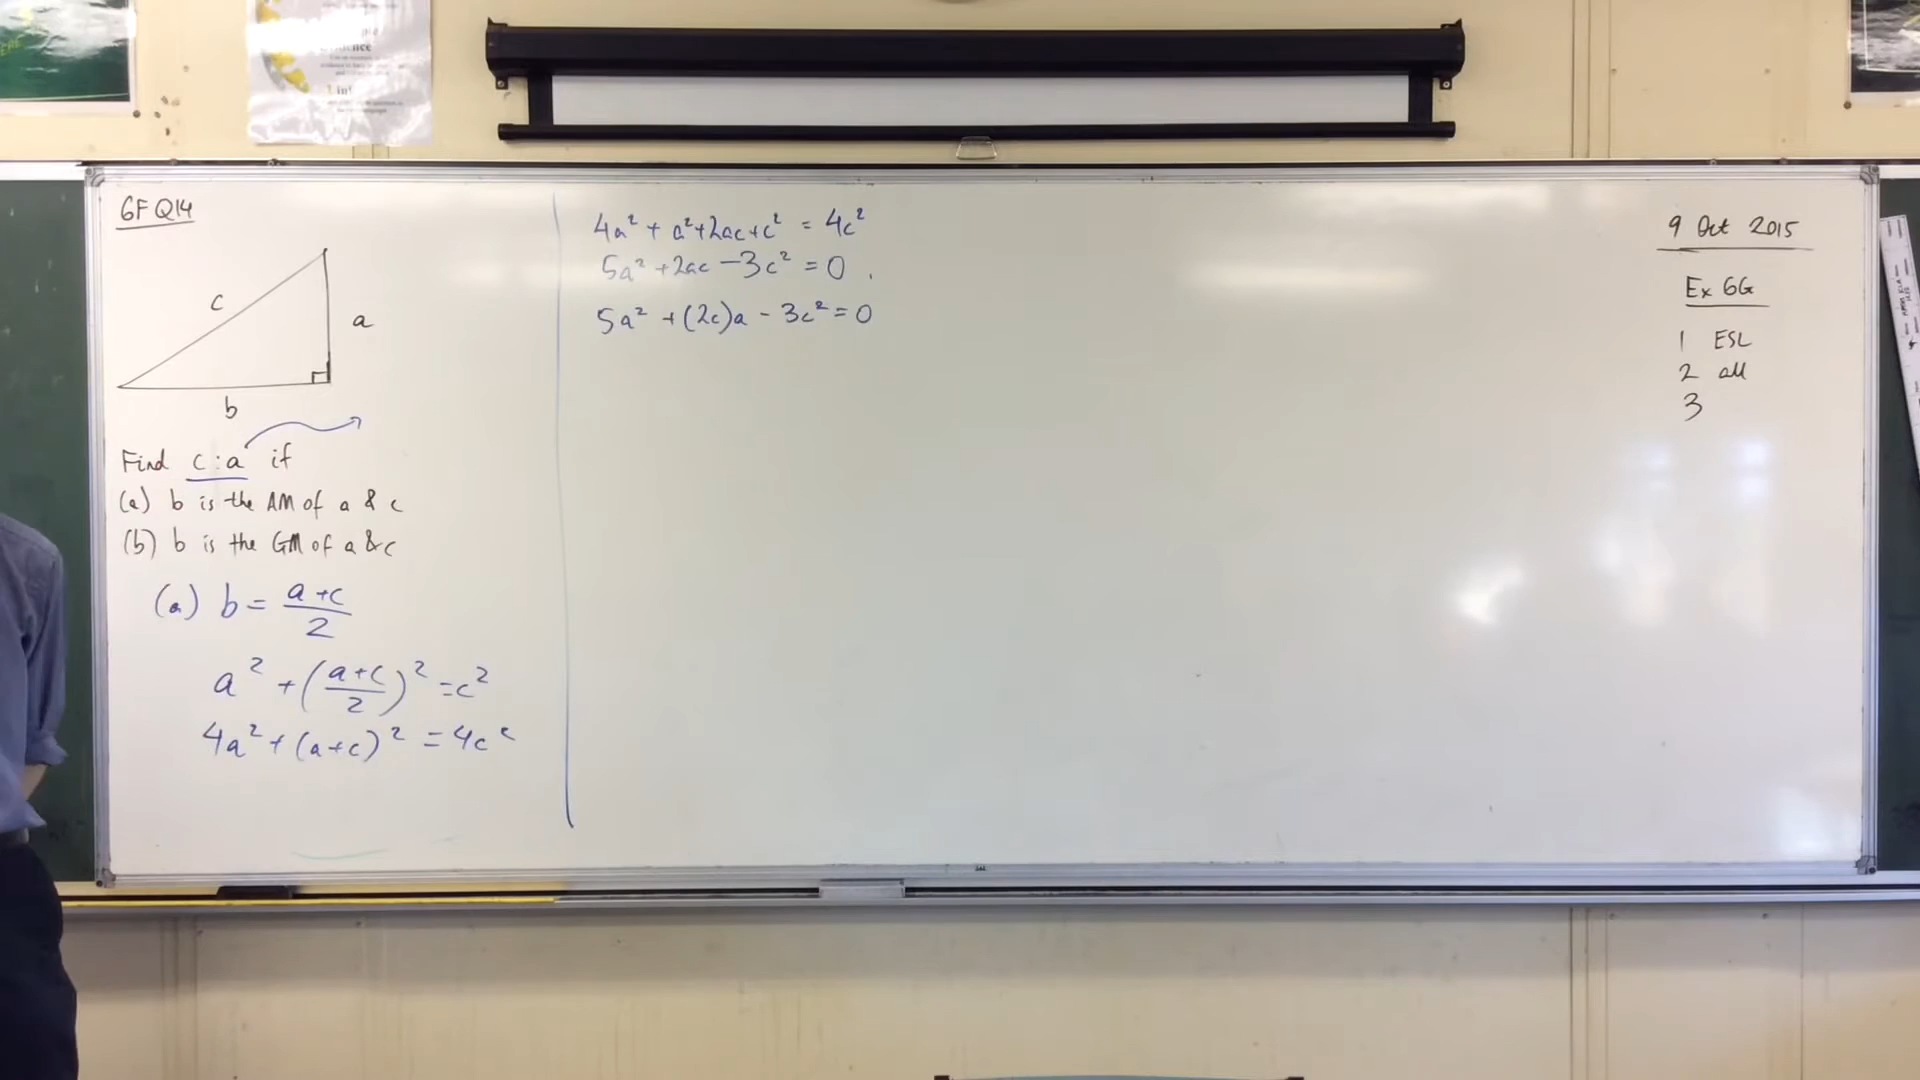 6F Q14
c
a
b
Find c:a if
(a) b is the AM of a & c
(b) b is the GM of a & c
(a) b = (a+c)/2
a² + ((a+c)/2)² = c²
4a² + (a+c)² = 4c²
4a² + a²+2ac+c² = 4c²
5a² + 2ac - 3c² = 0
5a² + (2c)a - 3c² = 0
9 Oct 2015
Ex 6G
1 ESL
2 all
3